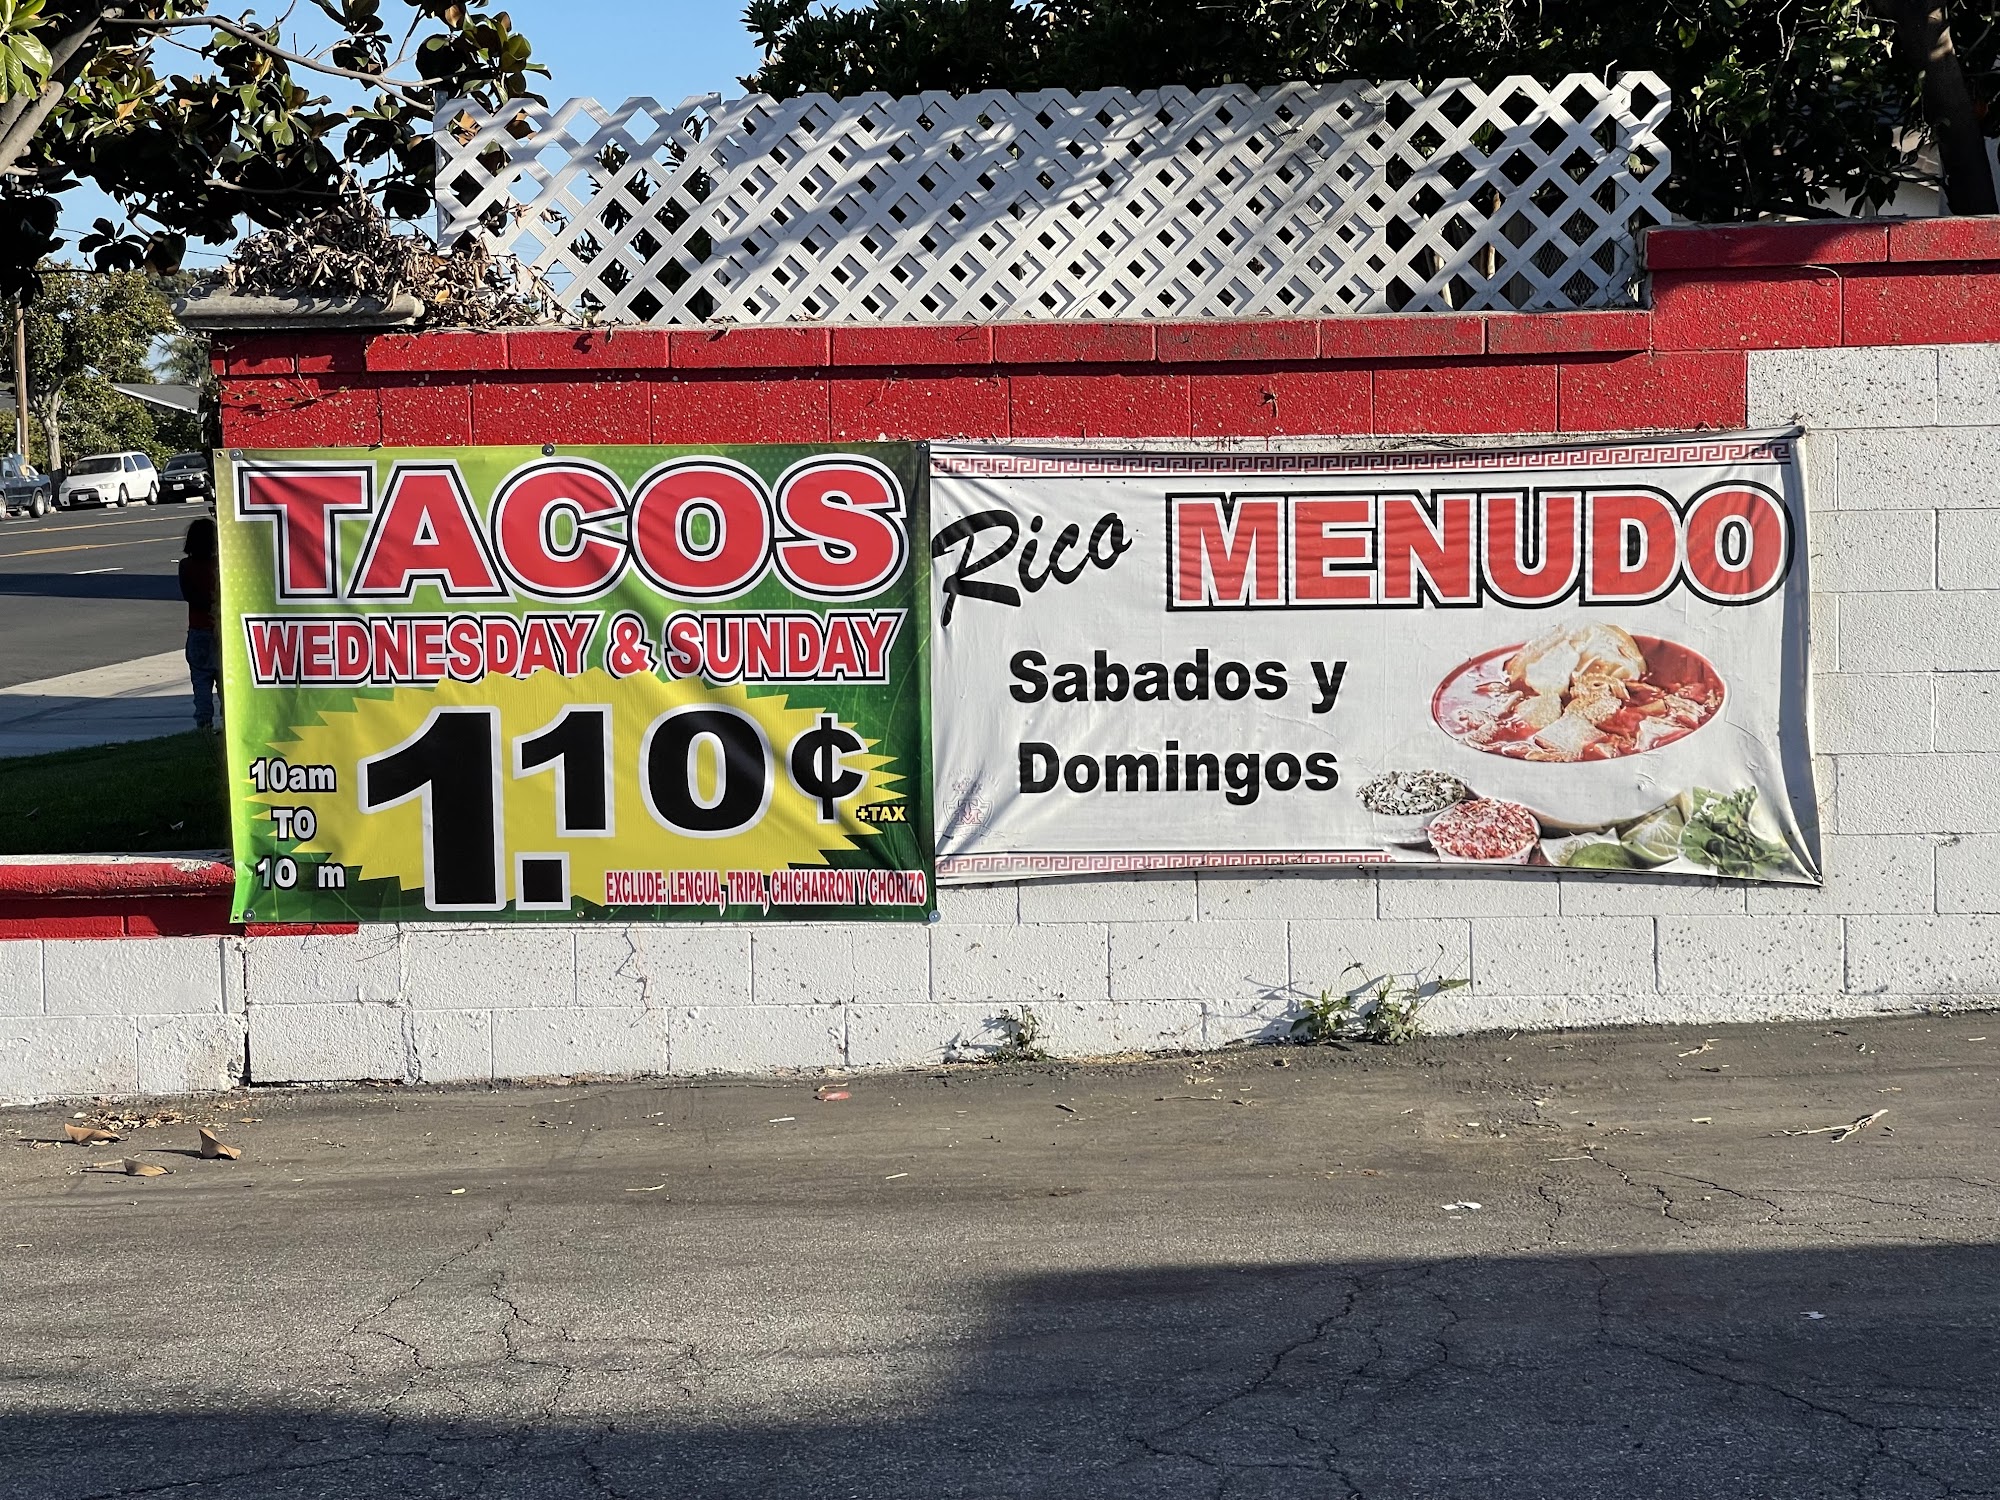 TACOS
WEDNESDAY & SUNDAY
10am
TO
10 m
1.10¢
+TAX
EXCLUDE: LENGUA, TRIPA, CHICHARRON Y CHORIZO
Rico MENUDO
Sabados y
Domingos